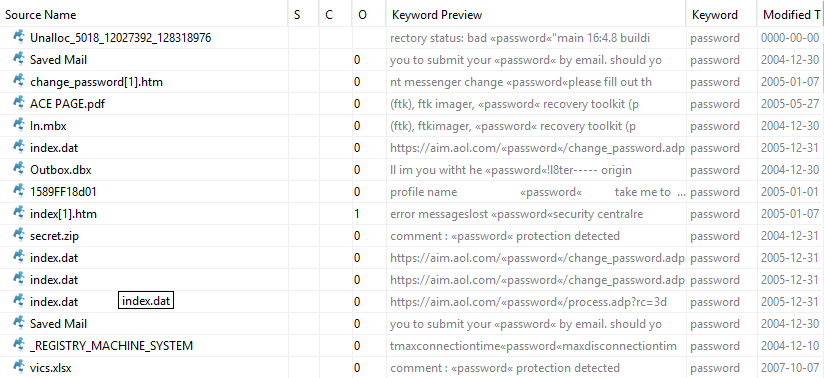 Source Name S C O Keyword Preview Keyword Modified T
Unalloc_5018_12027392_128318976 rectory status: bad «password«"main 16:4.8 buildi password 0000-00-00
Saved Mail 0 you to submit your «password« by email. should yo password 2004-12-30
change_password[1].htm 0 nt messenger change «password«please fill out th password 2005-01-07
ACE PAGE.pdf 0 (ftk), ftk imager, «password« recovery toolkit (p password 2005-05-27
In.mbx 0 (ftk), ftkimager, «password« recovery toolkit (p password 2004-12-30
index.dat 0 https://aim.aol.com/«password«/change_password.adp password 2005-12-31
Outbox.dbx 0 ll im you witht he «password«!l8ter----- origin password 2004-12-30
1589FF18d01 0 profile name «password« take me to ... password 2005-01-01
index[1].htm 1 error messageslost «password«security centralre password 2005-01-07
secret.zip 0 comment : «password« protection detected password 2004-12-31
index.dat 0 https://aim.aol.com/«password«/change_password.adp password 2005-12-31
index.dat 0 https://aim.aol.com/«password«/change_password.adp password 2005-12-31
index.dat index.dat 0 https://aim.aol.com/«password«/process.adp?rc=3d password 2005-12-31
Saved Mail 0 you to submit your «password« by email. should yo password 2004-12-30
_REGISTRY_MACHINE_SYSTEM 0 tmaxconnectiontime«password«maxdisconnectiontim password 2004-12-10
vics.xlsx 0 comment : «password« protection detected password 2007-10-07